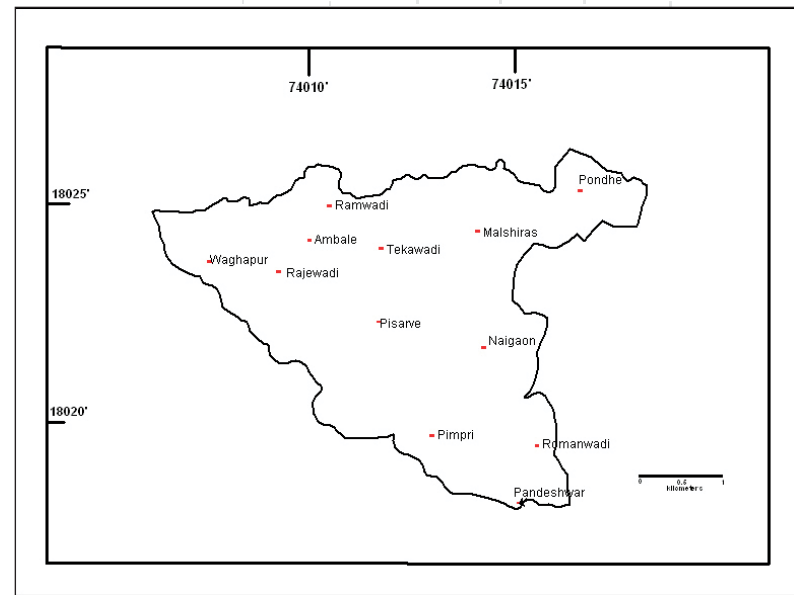 74010'
74015'
Pondhe
18025'
Ramwadi
Malshiras
Ambale
Tekawadi
Waghapur
Rajewadi
Pisarve
Naigaon
18020'
Pimpri
Romanwadi
0 0.5 1
kilometers
Pandeshwar